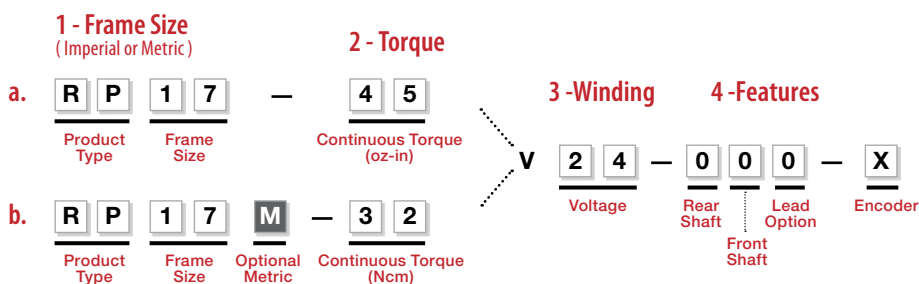 1 - Frame Size
( Imperial or Metric )
2 - Torque
a. R P 1 7 — 4 5
Product Type
Frame Size
Continuous Torque (oz-in)
3 -Winding
4 -Features
V 2 4 — 0 0 0 — X
Voltage
Rear Shaft
Front Shaft
Lead Option
Encoder
b. R P 1 7 M — 3 2
Product Type
Frame Size
Optional Metric
Continuous Torque (Ncm)